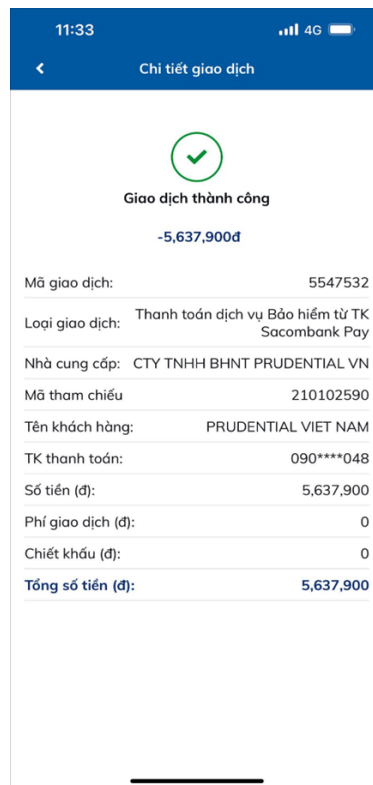 11:33 4G
Chi tiết giao dịch
Giao dịch thành công
-5,637,900đ
Mã giao dịch: 5547532
Loại giao dịch: Thanh toán dịch vụ Bảo hiểm từ TK
Sacombank Pay
Nhà cung cấp: CTY TNHH BHNT PRUDENTIAL VN
Mã tham chiếu 210102590
Tên khách hàng: PRUDENTIAL VIET NAM
TK thanh toán: 090****048
Số tiền (đ): 5,637,900
Phí giao dịch (đ): 0
Chiết khấu (đ): 0
Tổng số tiền (đ): 5,637,900